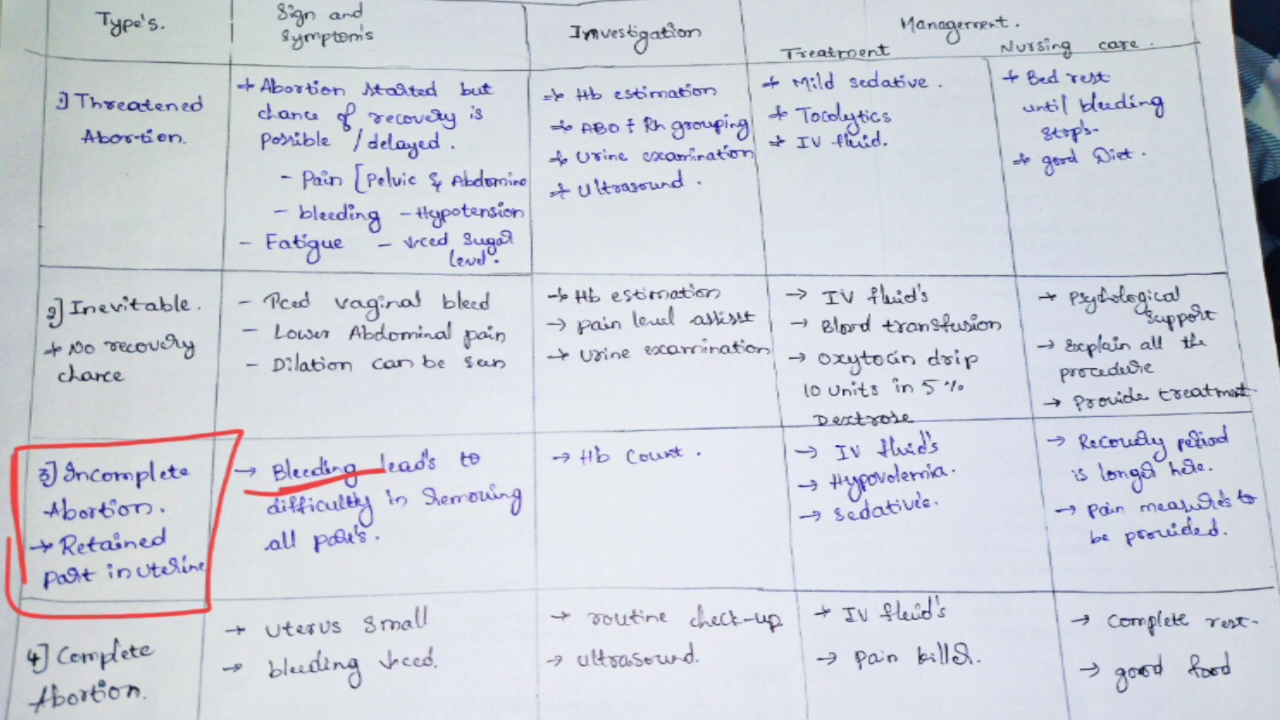 Type's.
Sign and
Symptom's
Investigation
Management.
Treatment
Nursing care.
1) Threatened
Abortion.
→ Abortion started but
chance of recovery is
possible / delayed.
- Pain [Pelvic & Abdomine
- bleeding - Hypotension
- Fatigue - ↓ced Sugar
level.
→ Hb estimation
→ ABO & Rh grouping
→ Urine examination
→ Ultrasound.
→ Mild sedative.
→ Tocolytics
→ IV fluid.
→ Bed rest
until bleeding
stop's.
→ good Diet.
2] Inevitable.
→ No recovery
chance
- ↑ced vaginal bleed
- Lower Abdominal pain
- Dilation can be seen
→ Hb estimation
→ pain level assist
→ Urine examination
→ IV fluid's
→ Blood transfusion
→ Oxytocin drip
10 units in 5%
Dextrose
→ Psychological
support
→ Explain all the
procedure
→ Provide treatment.
3) Incomplete
Abortion.
→ Retained
part in uterine
→ Bleeding lead's to
difficulty in removing
all part's.
→ Hb count.
→ IV fluid's
→ Hypovolemia.
→ sedative's.
→ Recovery period
is longer here.
→ Pain measure's to
be provided.
4] Complete
Abortion.
→ Uterus small
→ bleeding ↓ced.
→ routine check-up
→ ultrasound.
→ IV fluid's
→ Pain killer.
→ Complete rest.
→ good food